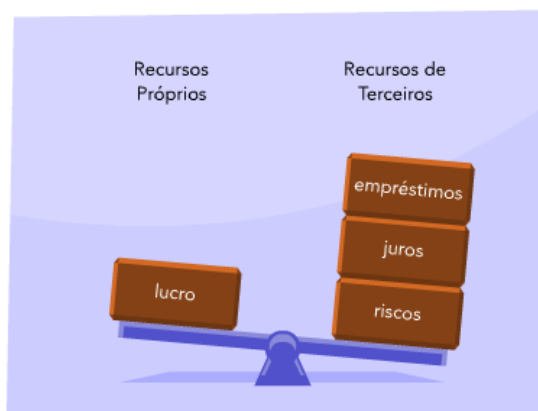 Recursos
Próprios
Recursos de
Terceiros
empréstimos
juros
riscos
lucro